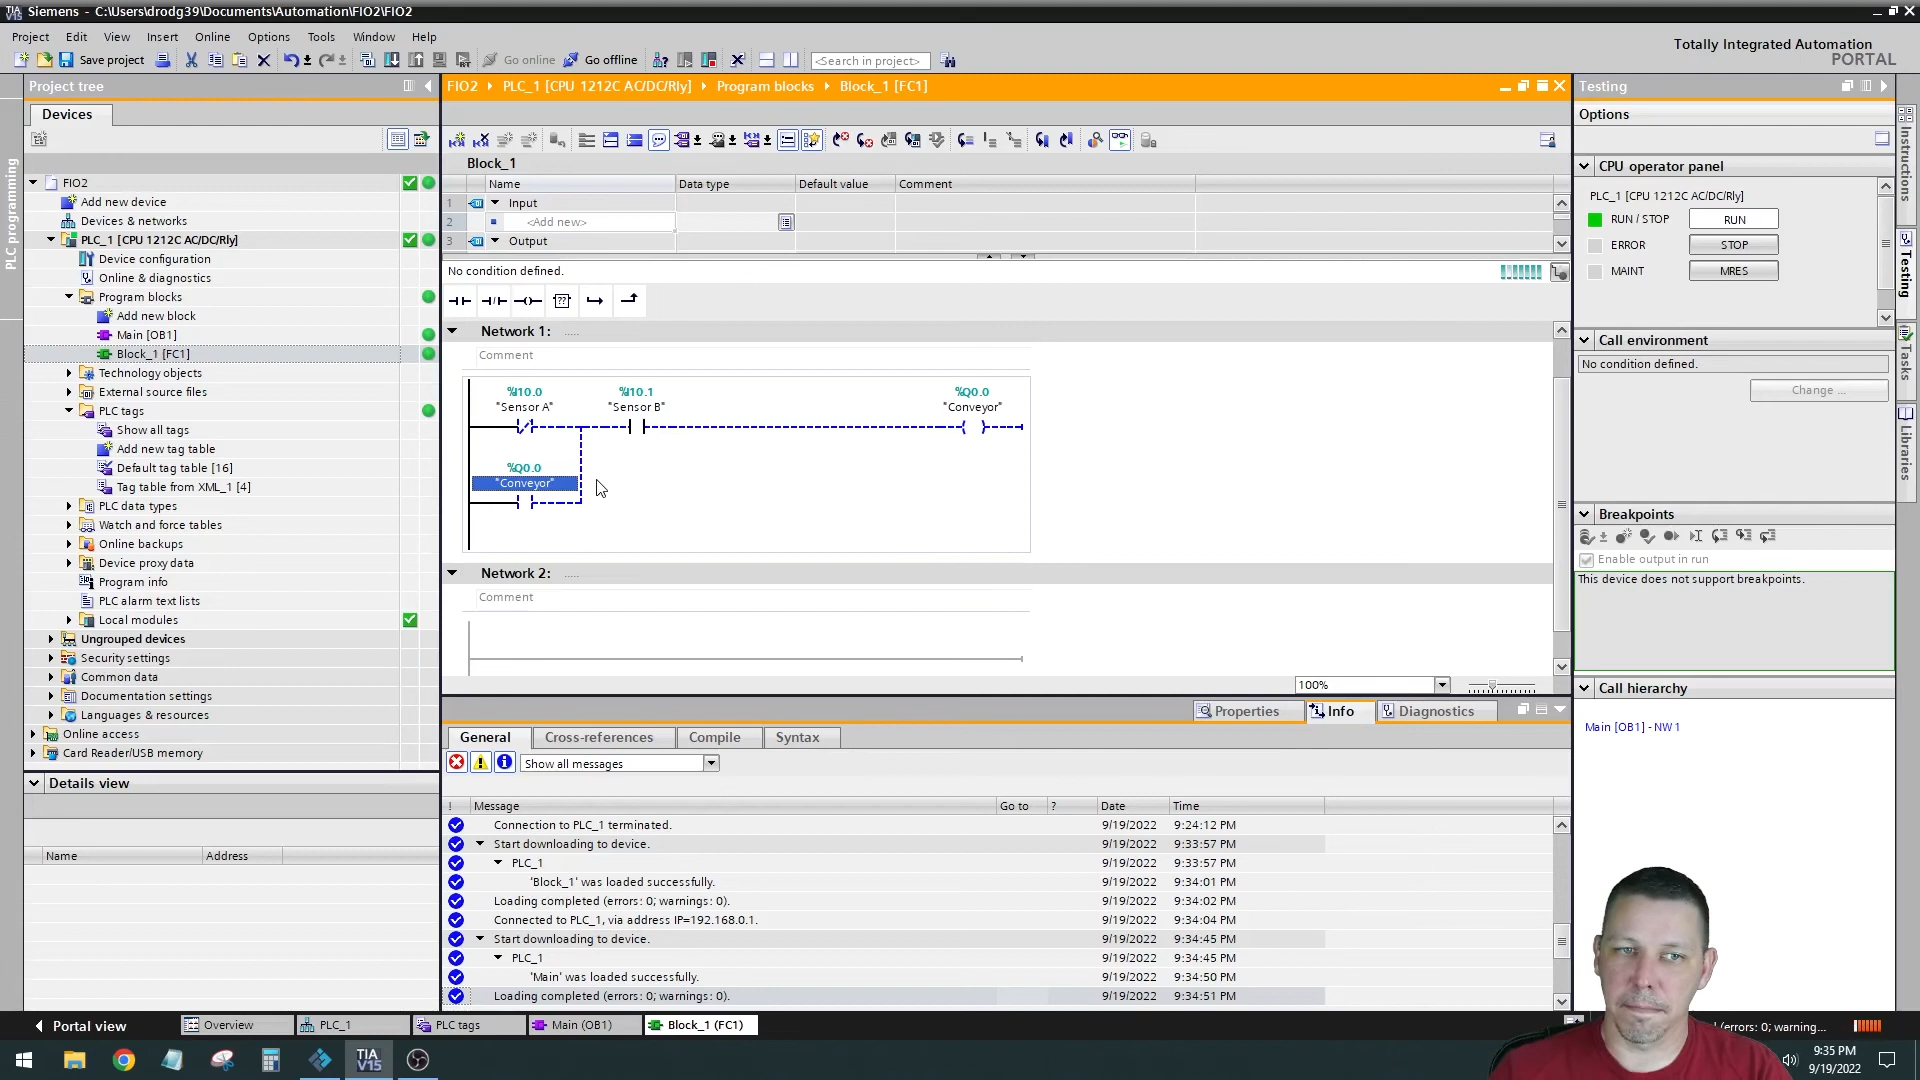 Siemens - C:\Users\drodg39\Documents\Automation\FIO2\FIO2
Project Edit View Insert Online Options Tools Window Help
Totally Integrated Automation
PORTAL
Save project Go online Go offline <Search in project>
Project tree
FIO2 PLC_1 [CPU 1212C AC/DC/Rly] Program blocks Block_1 [FC1]
Testing
Devices
Options
PLC programming
Block_1
Name Data type Default value Comment
1 Input
2 <Add new>
3 Output
No condition defined.
FIO2
Add new device
Devices & networks
PLC_1 [CPU 1212C AC/DC/Rly]
Device configuration
Online & diagnostics
Program blocks
Add new block
Main [OB1]
Block_1 [FC1]
Technology objects
External source files
PLC tags
Show all tags
Add new tag table
Default tag table [16]
Tag table from XML_1 [4]
PLC data types
Watch and force tables
Online backups
Device proxy data
Program info
PLC alarm text lists
Local modules
Ungrouped devices
Security settings
Common data
Documentation settings
Languages & resources
Online access
Card Reader/USB memory
Details view
Name Address
??
Network 1: .....
Comment
%I10.0 %I10.1 %Q0.0
"Sensor A" "Sensor B" "Conveyor"
%Q0.0
"Conveyor"
Network 2: .....
Comment
100%
CPU operator panel
PLC_1 [CPU 1212C AC/DC/Rly]
RUN / STOP RUN
ERROR STOP
MAINT MRES
Call environment
No condition defined.
Change ...
Breakpoints
Enable output in run
This device does not support breakpoints.
Call hierarchy
Main [OB1] - NW 1
Instructions
Testing
Tasks
Libraries
Properties Info Diagnostics
General Cross-references Compile Syntax
Show all messages
! Message Go to ? Date Time
Connection to PLC_1 terminated. 9/19/2022 9:24:12 PM
Start downloading to device. 9/19/2022 9:33:57 PM
PLC_1 9/19/2022 9:33:57 PM
'Block_1' was loaded successfully. 9/19/2022 9:34:01 PM
Loading completed (errors: 0; warnings: 0). 9/19/2022 9:34:02 PM
Connected to PLC_1, via address IP=192.168.0.1. 9/19/2022 9:34:04 PM
Start downloading to device. 9/19/2022 9:34:45 PM
PLC_1 9/19/2022 9:34:45 PM
'Main' was loaded successfully. 9/19/2022 9:34:50 PM
Loading completed (errors: 0; warnings: 0). 9/19/2022 9:34:51 PM
Portal view Overview PLC_1 PLC tags Main (OB1) Block_1 (FC1)
(errors: 0; warning...
TIA V15
9:35 PM
9/19/2022